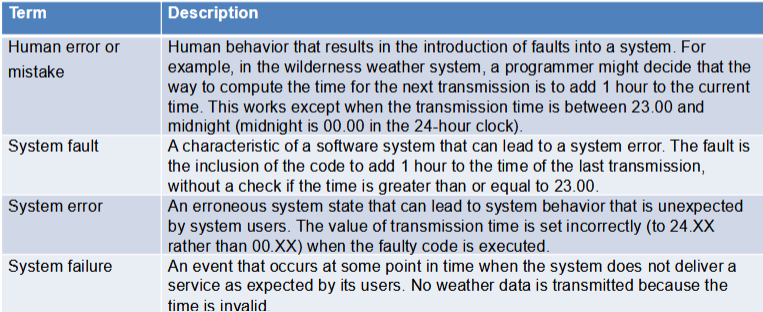 Term Description
Human error or Human behavior that results in the introduction of faults into a system. For
mistake example, in the wilderness weather system, a programmer might decide that the
way to compute the time for the next transmission is to add 1 hour to the current
time. This works except when the transmission time is between 23.00 and
midnight (midnight is 00.00 in the 24-hour clock).
System fault A characteristic of a software system that can lead to a system error. The fault is
the inclusion of the code to add 1 hour to the time of the last transmission,
without a check if the time is greater than or equal to 23.00.
System error An erroneous system state that can lead to system behavior that is unexpected
by system users. The value of transmission time is set incorrectly (to 24.XX
rather than 00.XX) when the faulty code is executed.
System failure An event that occurs at some point in time when the system does not deliver a
service as expected by its users. No weather data is transmitted because the
time is invalid.